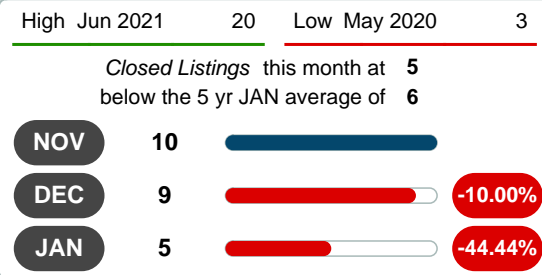 High Jun 2021 20 Low May 2020 3
Closed Listings this month at 5
below the 5 yr JAN average of 6
NOV 10
DEC 9 -10.00%
JAN 5 -44.44%